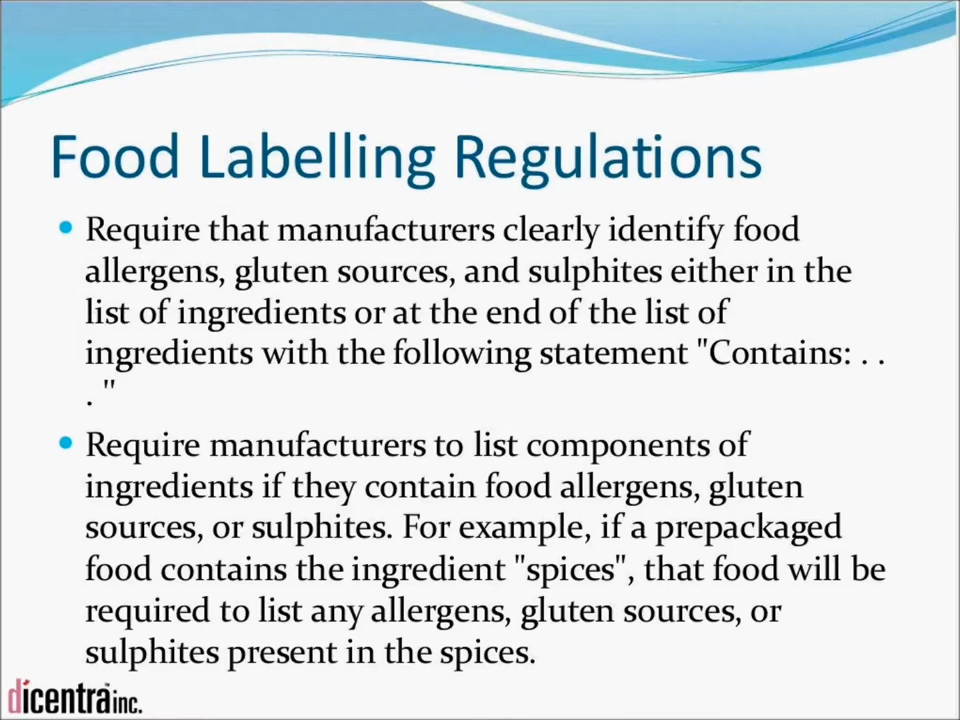 Food Labelling Regulations
• Require that manufacturers clearly identify food
allergens, gluten sources, and sulphites either in the
list of ingredients or at the end of the list of
ingredients with the following statement "Contains: . .
. "
• Require manufacturers to list components of
ingredients if they contain food allergens, gluten
sources, or sulphites. For example, if a prepackaged
food contains the ingredient "spices", that food will be
required to list any allergens, gluten sources, or
sulphites present in the spices.
dicentra™ inc.